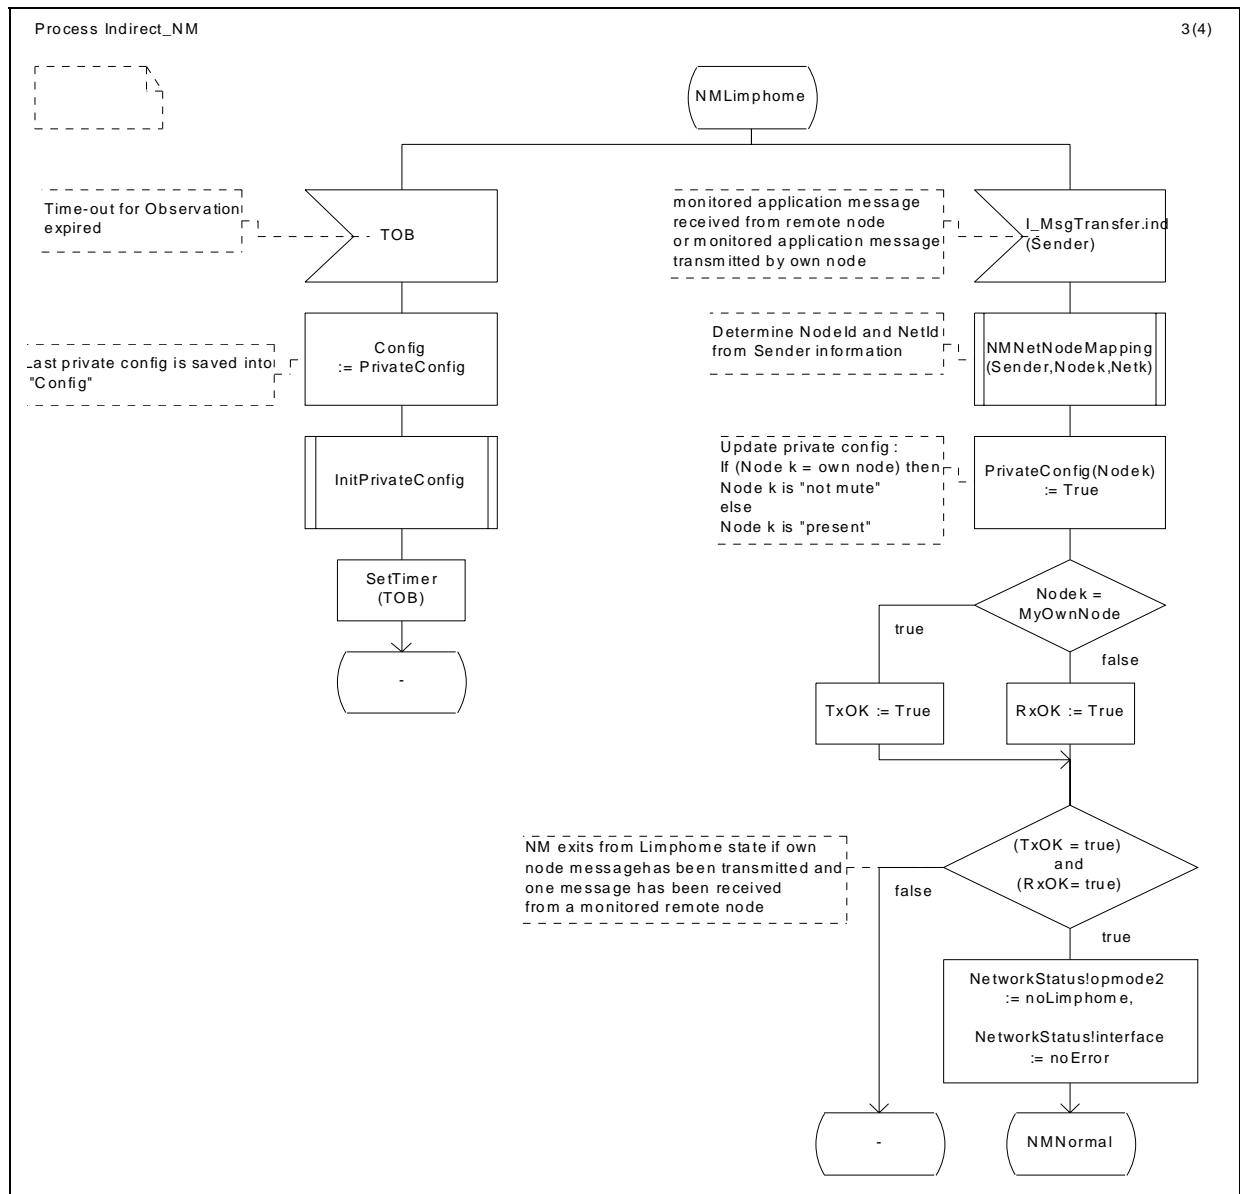 Process Indirect_NM
3(4)
NMLimphome
Time-out for Observation
expired
TOB
Config
:= PrivateConfig
Last private config is saved into
"Config"
InitPrivateConfig
SetTimer
(TOB)
-
monitored application message
received from remote node
or monitored application message
transmitted by own node
I_MsgTransfer.ind
(Sender)
Determine NodeId and NetId
from Sender information
NMNetNodeMapping
(Sender,Nodek,Netk)
Update private config :
If (Node k = own node) then
Node k is "not mute"
else
Node k is "present"
PrivateConfig(Nodek)
:= True
Nodek =
MyOwnNode
true
false
TxOK := True
RxOK := True
NM exits from Limphome state if own
node messagehas been transmitted and
one message has been received
from a monitored remote node
(TxOK = true)
and
(RxOK= true)
false
true
NetworkStatus!opmode2
:= noLimphome,
NetworkStatus!interface
:= noError
-
NMNormal